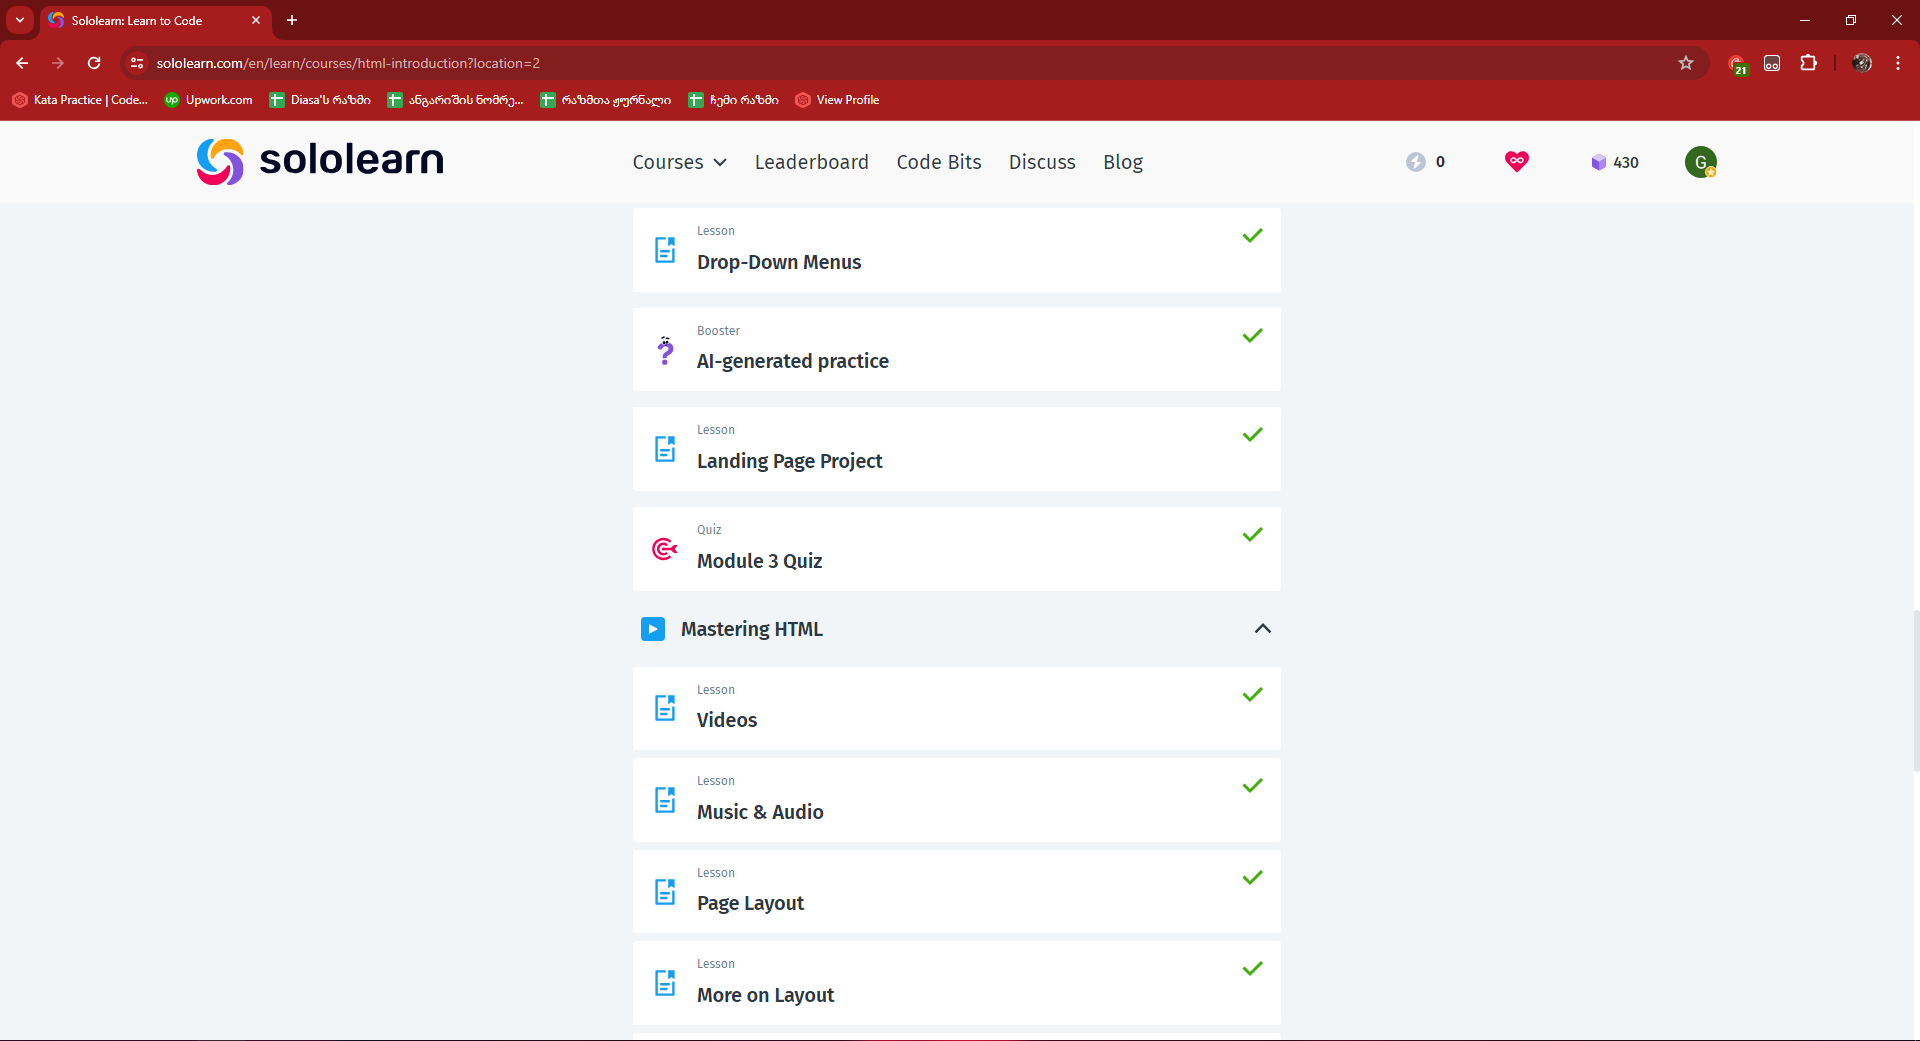 Sololearn: Learn to Code
sololearn.com/en/learn/courses/html-introduction?location=2
21
Kata Practice | Code... Upwork.com Diasa'ს რაზმი ანგარიშის ნომრე... რაზმთა ჟურნალი ჩემი რაზმი View Profile
sololearn Courses Leaderboard Code Bits Discuss Blog 0 430 G
Lesson
Drop-Down Menus
Booster
AI-generated practice
Lesson
Landing Page Project
Quiz
Module 3 Quiz
Mastering HTML
Lesson
Videos
Lesson
Music & Audio
Lesson
Page Layout
Lesson
More on Layout